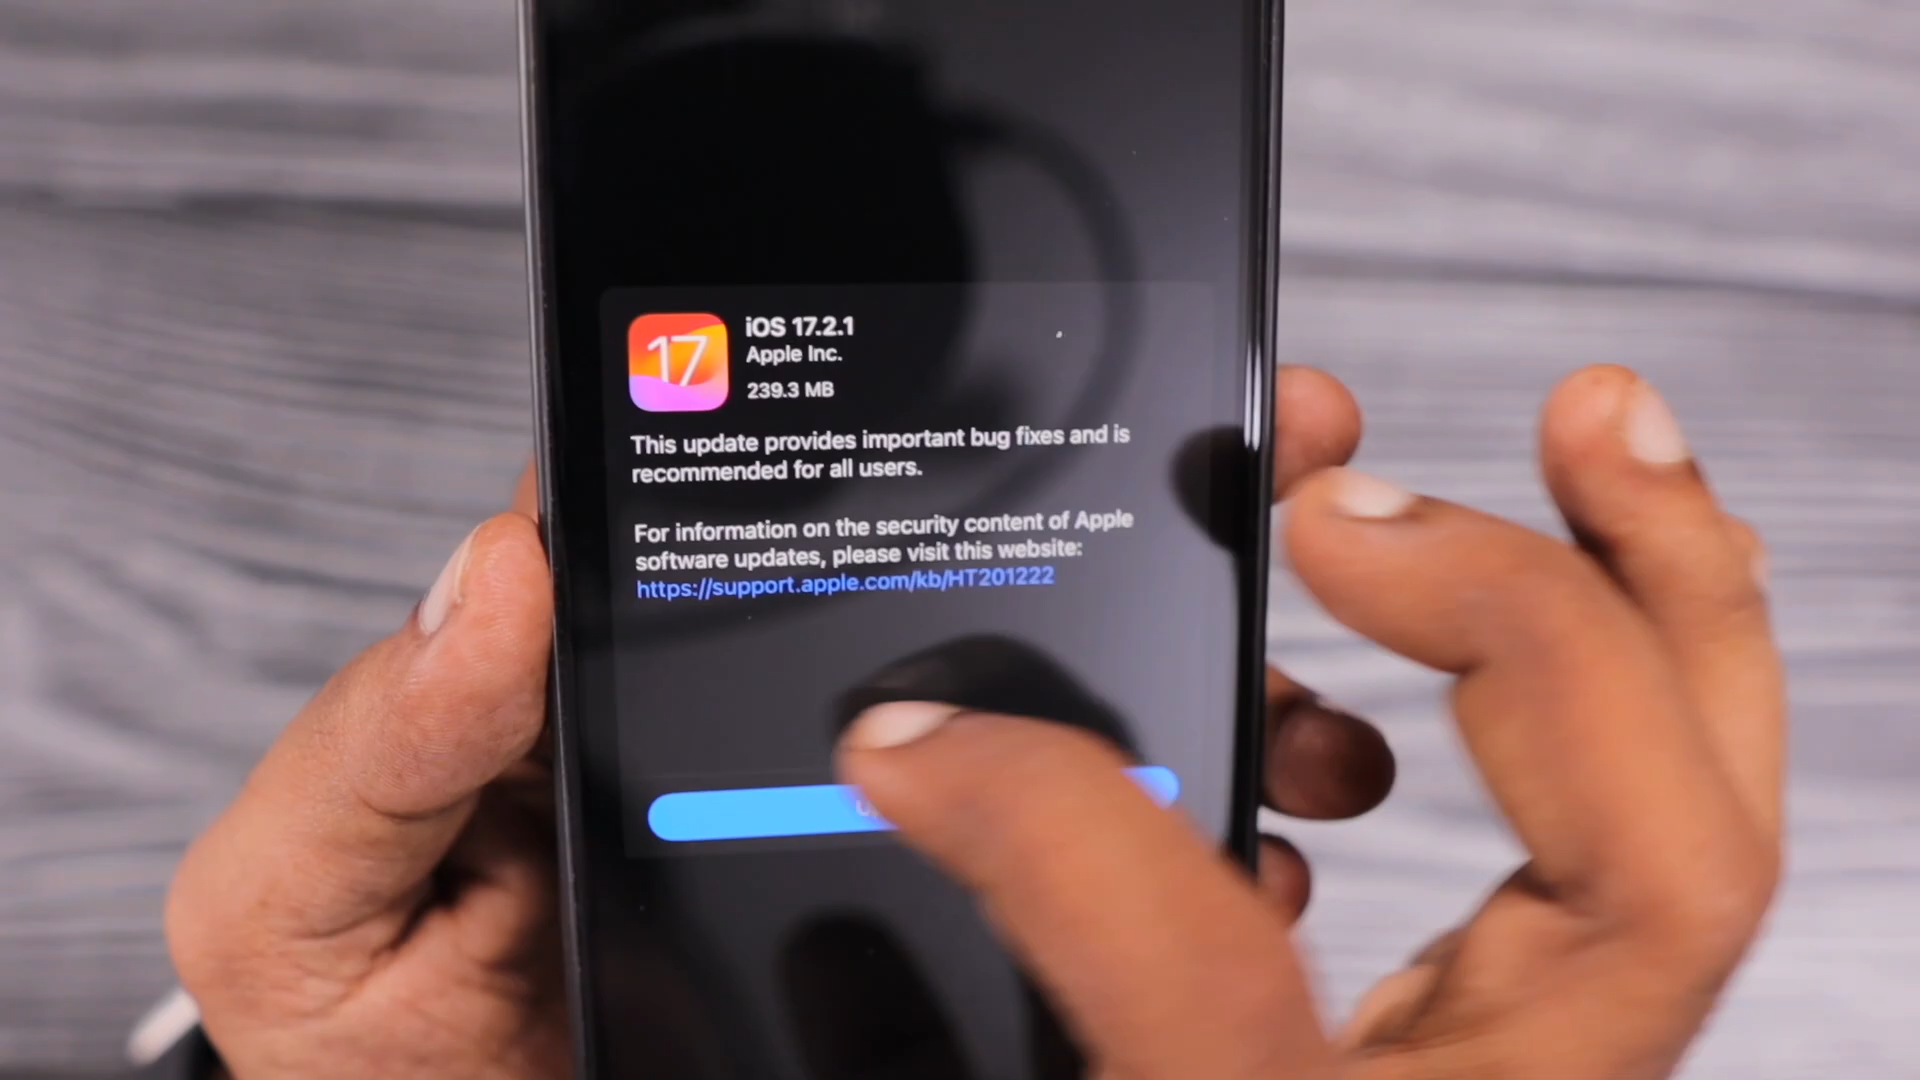 17
iOS 17.2.1
Apple Inc.
239.3 MB
This update provides important bug fixes and is
recommended for all users.
For information on the security content of Apple
software updates, please visit this website:
https://support.apple.com/kb/HT201222